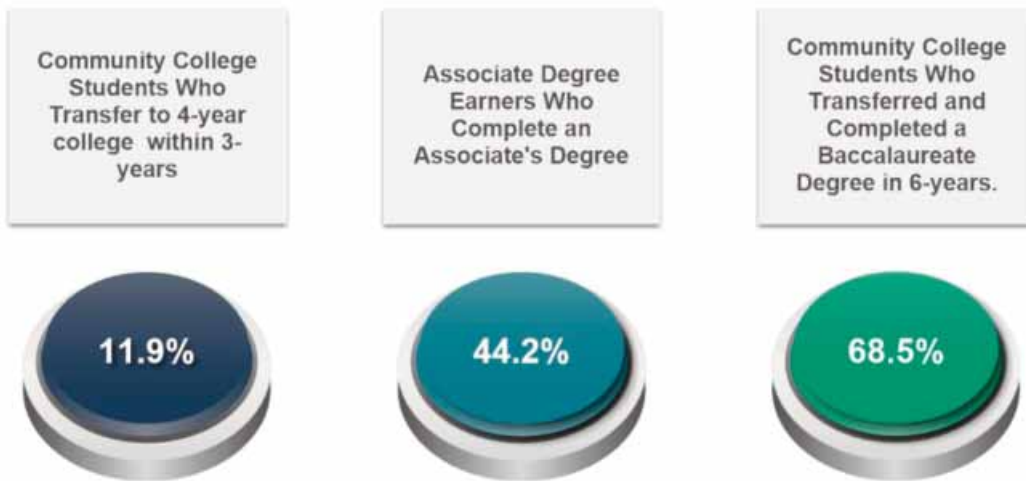 Community College
Students Who
Transfer to 4-year
college within 3-
years
Associate Degree
Earners Who
Complete an
Associate's Degree
Community College
Students Who
Transferred and
Completed a
Baccalaureate
Degree in 6-years.
11.9%
44.2%
68.5%